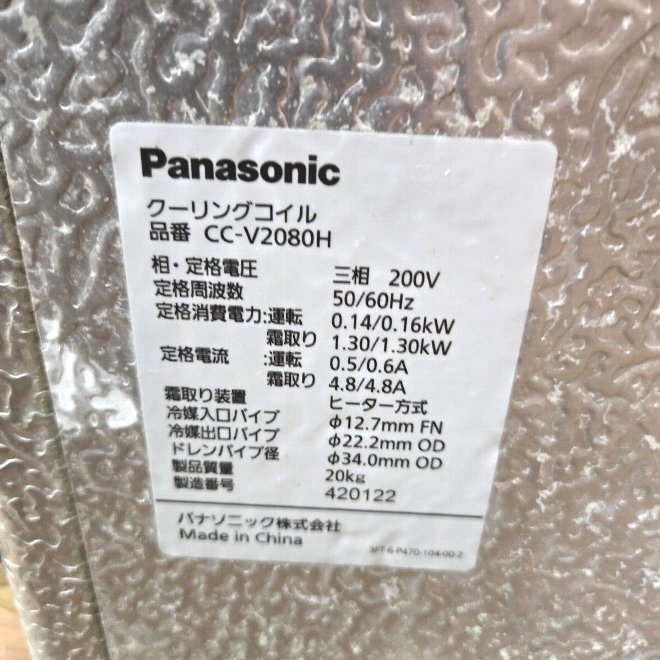 Panasonic
クーリングコイル
品番 CC-V2080H
相・定格電圧 三相 200V
定格周波数 50/60Hz
定格消費電力:運転 0.14/0.16kW
霜取り 1.30/1.30kW
定格電流 :運転 0.5/0.6A
霜取り 4.8/4.8A
霜取り装置 ヒーター方式
冷媒入口パイプ φ12.7mm FN
冷媒出口パイプ φ22.2mm OD
ドレンパイプ径 φ34.0mm OD
製品質量 20kg
製造番号 420122
パナソニック株式会社
Made in China
3FT-6-P470-104-00-2